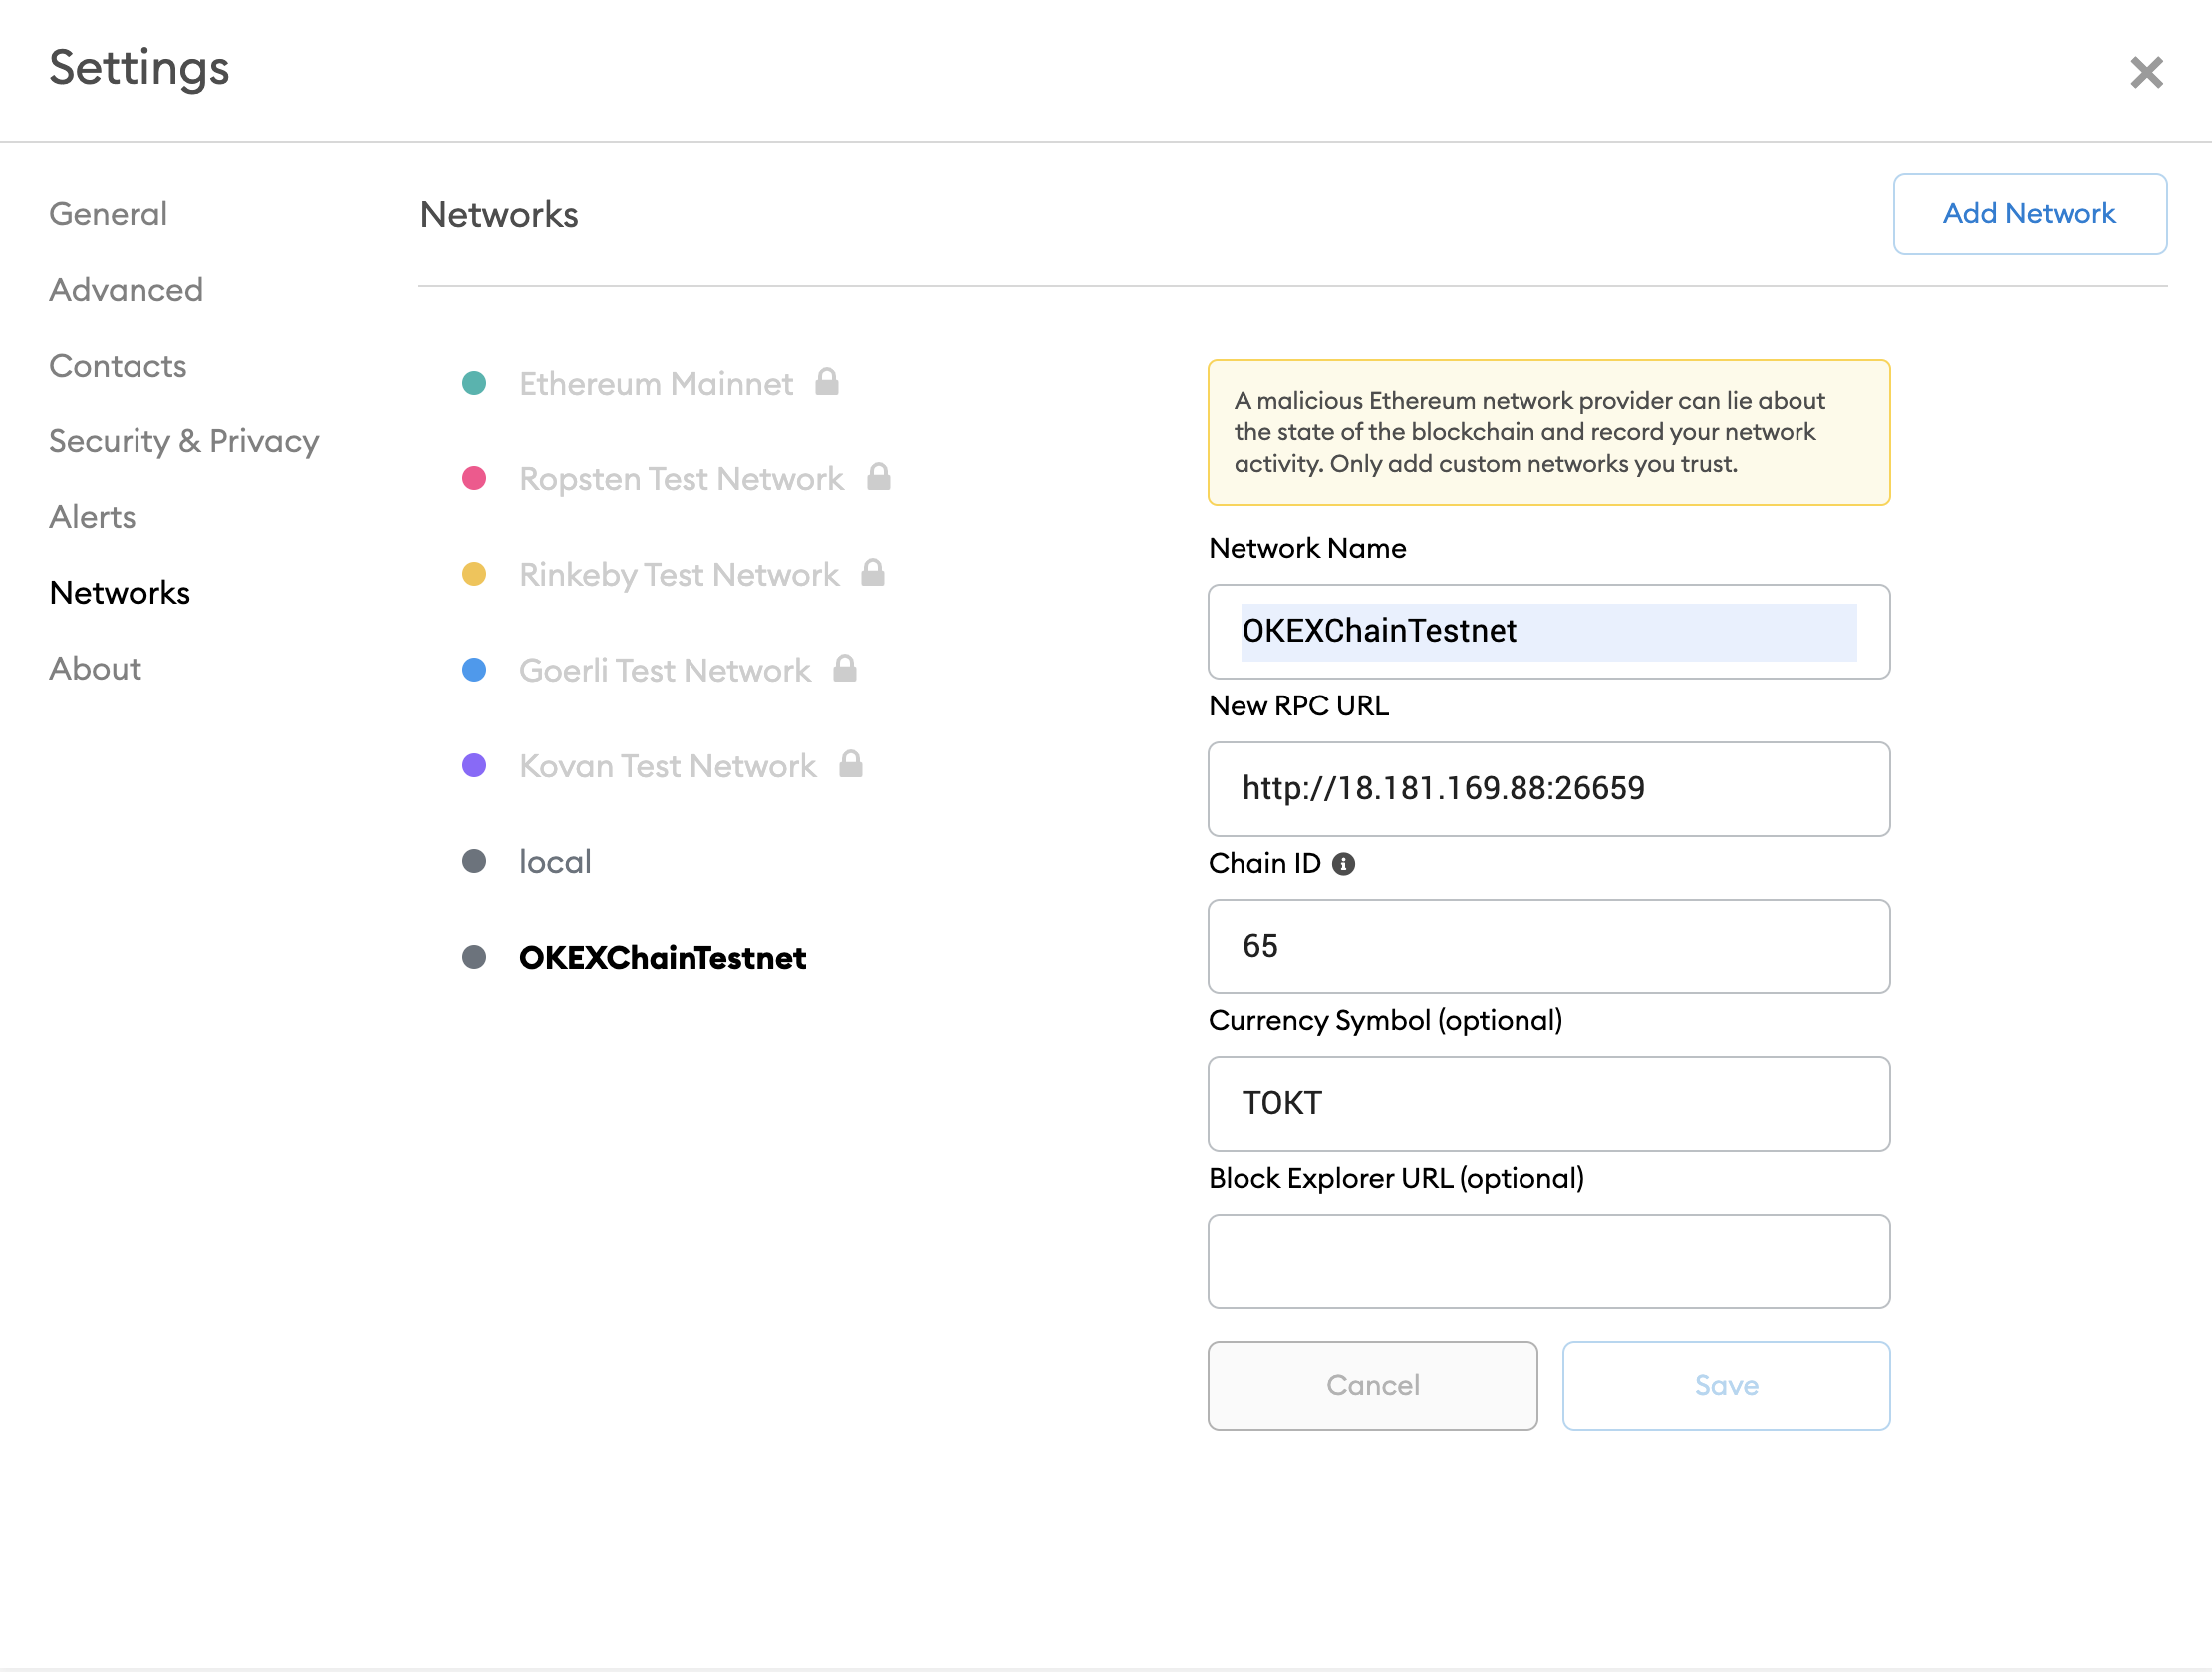 Settings
General
Advanced
Contacts
Security & Privacy
Alerts
Networks
About
Networks
Add Network
Ethereum Mainnet
Ropsten Test Network
Rinkeby Test Network
Goerli Test Network
Kovan Test Network
local
OKEXChainTestnet
A malicious Ethereum network provider can lie about
the state of the blockchain and record your network
activity. Only add custom networks you trust.
Network Name
OKEXChainTestnet
New RPC URL
http://18.181.169.88:26659
Chain ID
65
Currency Symbol (optional)
TOKT
Block Explorer URL (optional)
Cancel
Save